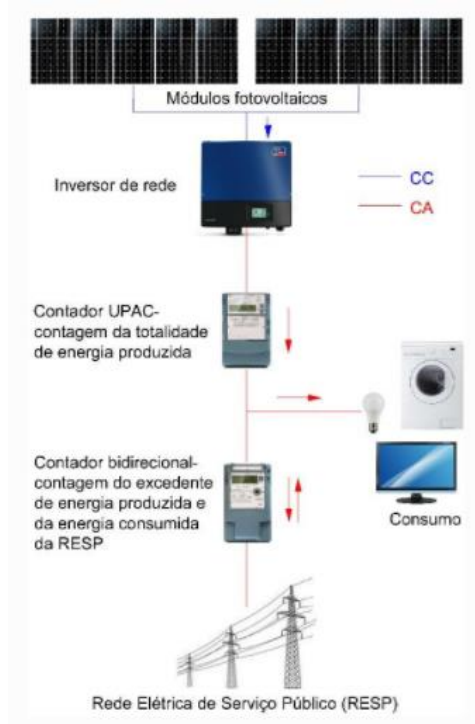 Módulos fotovoltaicos
Inversor de rede
CC
CA
Contador UPAC-
contagem da totalidade
de energia produzida
Contador bidirecional-
contagem do excedente
de energia produzida e
da energia consumida
da RESP
Consumo
Rede Elétrica de Serviço Público (RESP)